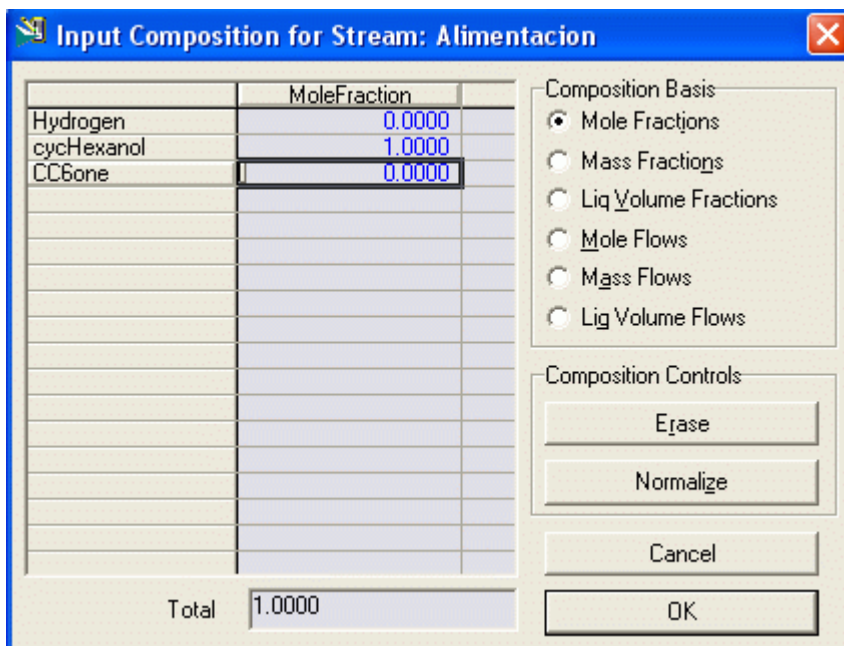 Input Composition for Stream: Alimentacion
MoleFraction
Hydrogen 0.0000
cycHexanol 1.0000
CC6one 0.0000
Total 1.0000
Composition Basis
Mole Fractions
Mass Fractions
Liq Volume Fractions
Mole Flows
Mass Flows
Liq Volume Flows
Composition Controls
Erase
Normalize
Cancel
OK